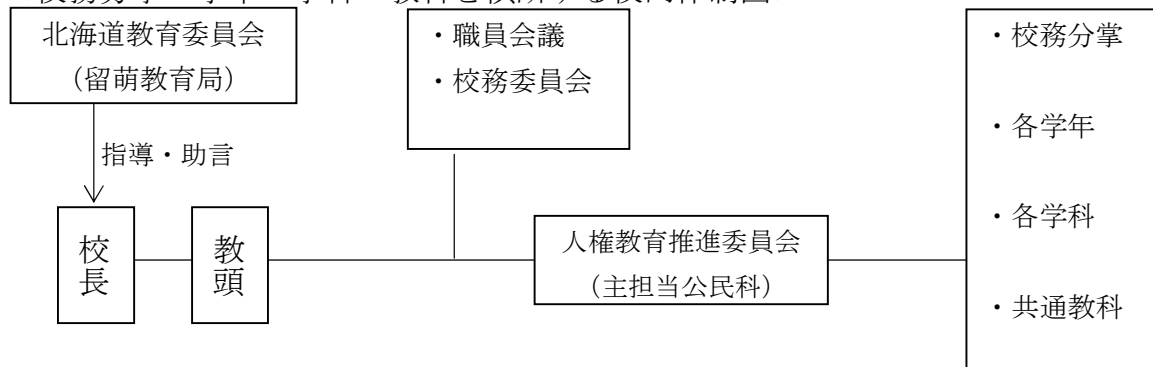 北海道教育委員会
（留萌教育局）
・職員会議
・校務委員会
・校務分掌
・各学年
・各学科
・共通教科
指導・助言
校長
教頭
人権教育推進委員会
（主担当公民科）